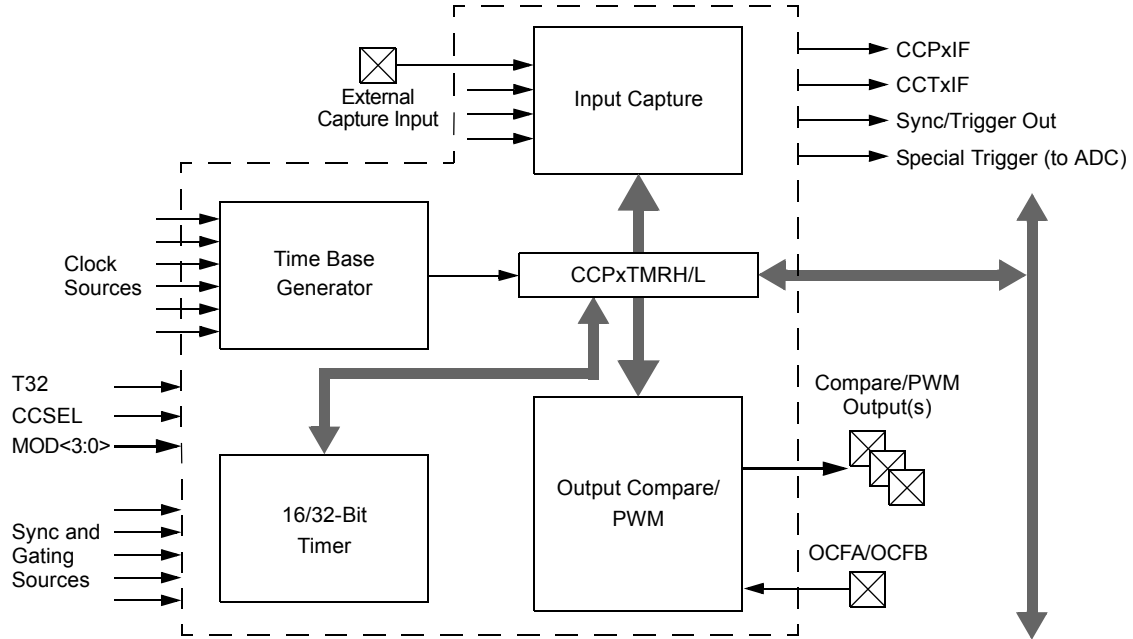 CCPxIF
CCTxIF
Sync/Trigger Out
Special Trigger (to ADC)
External
Capture Input
Input Capture
Clock
Sources
Time Base
Generator
CCPxTMRH/L
T32
CCSEL
MOD<3:0>
Sync and
Gating
Sources
16/32-Bit
Timer
Output Compare/
PWM
Compare/PWM
Output(s)
OCFA/OCFB